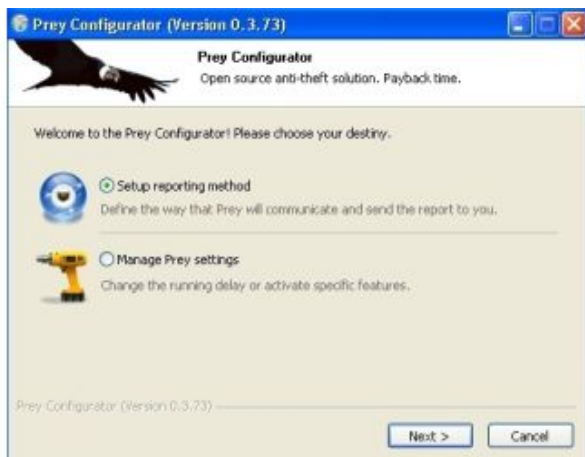 Prey Configurator (Version 0.3.73)
Prey Configurator
Open source anti-theft solution. Payback time.
Welcome to the Prey Configurator! Please choose your destiny.
Setup reporting method
Define the way that Prey will communicate and send the report to you.
Manage Prey settings
Change the running delay or activate specific features.
Prey Configurator (Version 0.3.73)
Next > Cancel